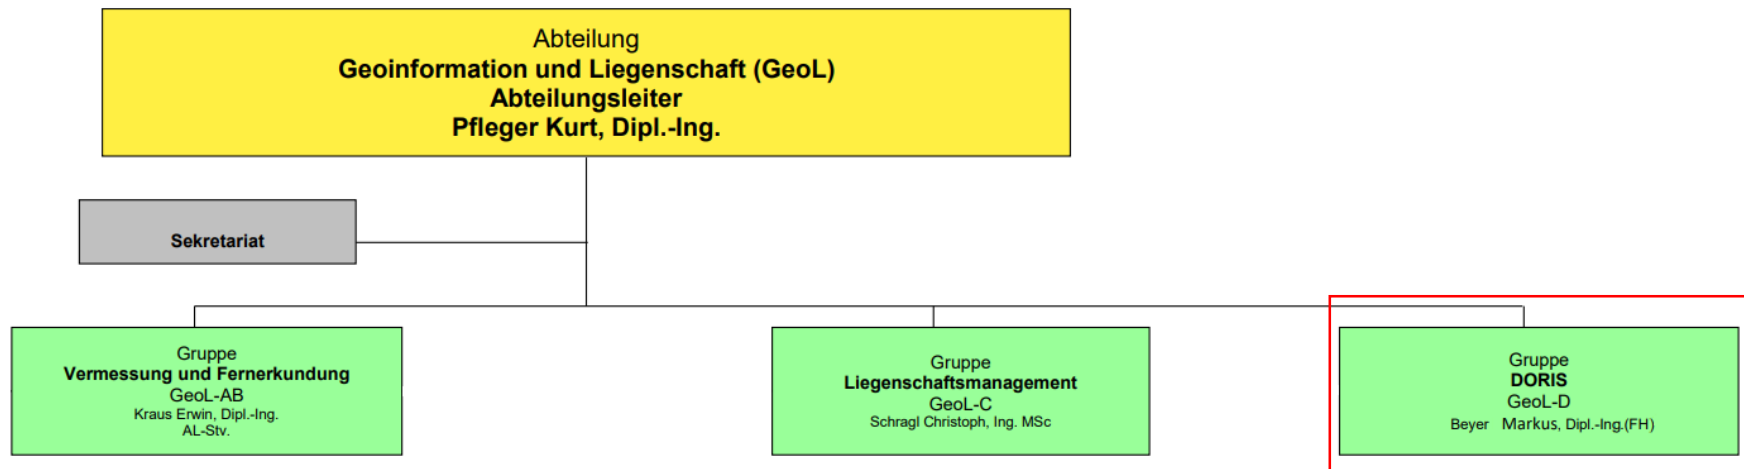 Abteilung
Geoinformation und Liegenschaft (GeoL)
Abteilungsleiter
Pfleger Kurt, Dipl.-Ing.
Sekretariat
Gruppe
Vermessung und Fernerkundung
GeoL-AB
Kraus Erwin, Dipl.-Ing.
AL-Stv.
Gruppe
Liegenschaftsmanagement
GeoL-C
Schragl Christoph, Ing. MSc
Gruppe
DORIS
GeoL-D
Beyer Markus, Dipl.-Ing.(FH)